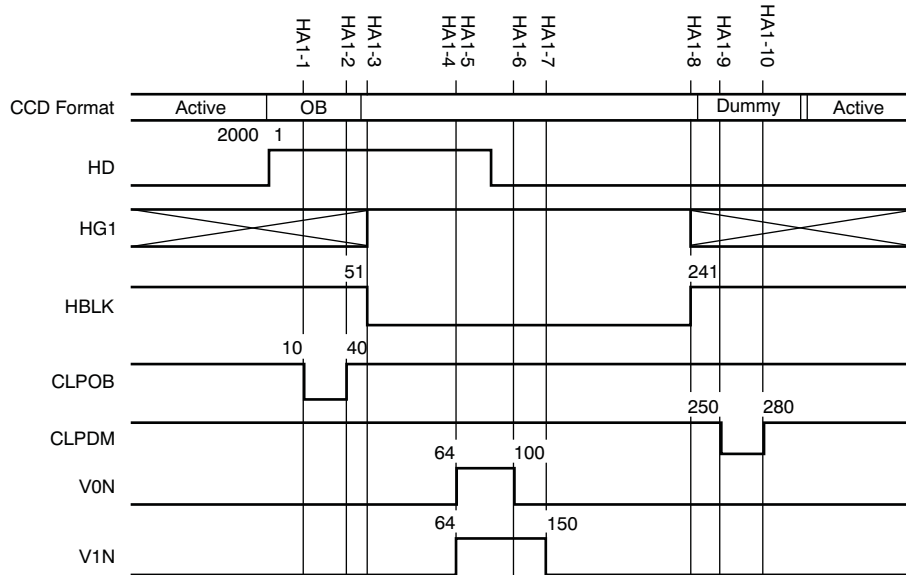 HA1-1
HA1-2
HA1-3
HA1-4
HA1-5
HA1-6
HA1-7
HA1-8
HA1-9
HA1-10
CCD Format
Active
OB
Dummy
Active
2000 1
HD
HG1
51
241
HBLK
10
40
CLPOB
250
280
CLPDM
64
100
V0N
64
150
V1N